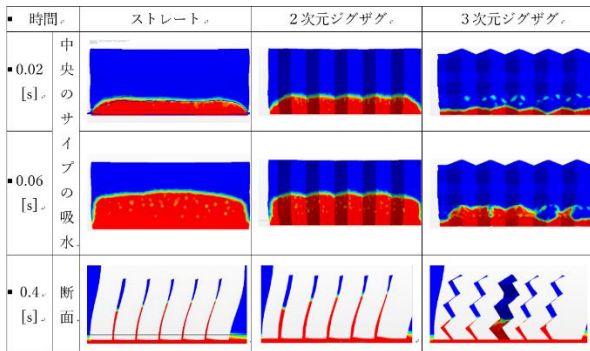 時間 ストレート 2次元ジグザグ 3次元ジグザグ
0.02 [s]
中央のサイプの吸水
0.06 [s]
0.4 [s]
断面